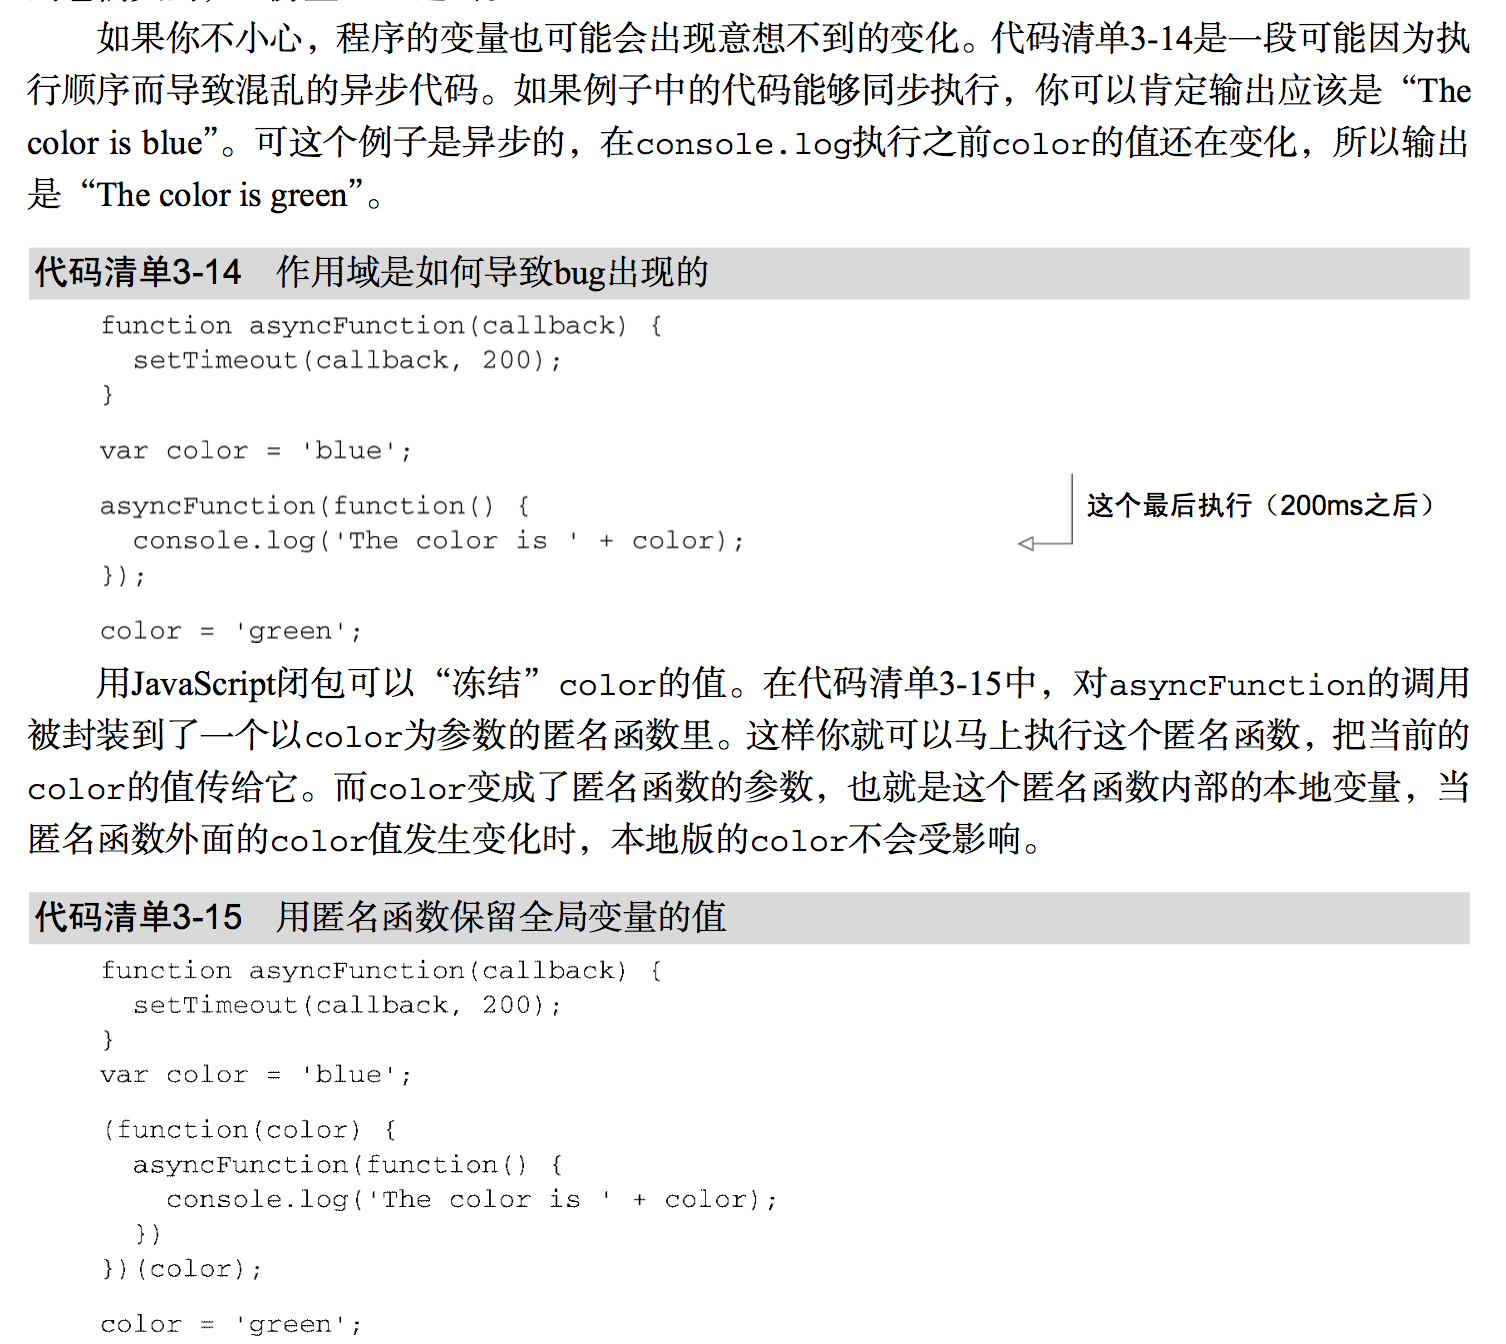 如果你不小心，程序的变量也可能会出现意想不到的变化。代码清单3-14是一段可能因为执
行顺序而导致混乱的异步代码。如果例子中的代码能够同步执行，你可以肯定输出应该是“The
color is blue”。可这个例子是异步的，在console.log执行之前color的值还在变化，所以输出
是“The color is green”。
代码清单3-14 作用域是如何导致bug出现的
function asyncFunction(callback) {
setTimeout(callback, 200);
}
var color = 'blue';
asyncFunction(function() {
这个最后执行（200ms之后）
console.log('The color is ' + color);
});
color = 'green';
用JavaScript闭包可以“冻结”color的值。在代码清单3-15中，对asyncFunction的调用
被封装到了一个以color为参数的匿名函数里。这样你就可以马上执行这个匿名函数，把当前的
color的值传给它。而color变成了匿名函数的参数，也就是这个匿名函数内部的本地变量，当
匿名函数外面的color值发生变化时，本地版的color不会受影响。
代码清单3-15 用匿名函数保留全局变量的值
function asyncFunction(callback) {
setTimeout(callback, 200);
}
var color = 'blue';
(function(color) {
asyncFunction(function() {
console.log('The color is ' + color);
})
})(color);
color = 'green';